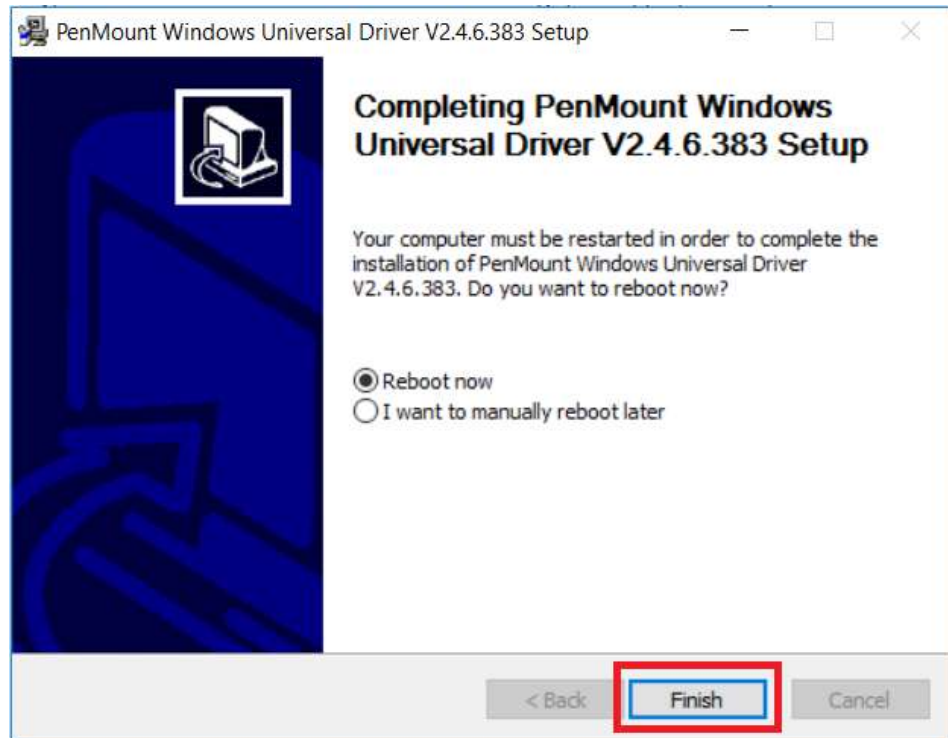 PenMount Windows Universal Driver V2.4.6.383 Setup
Completing PenMount Windows
Universal Driver V2.4.6.383 Setup
Your computer must be restarted in order to complete the
installation of PenMount Windows Universal Driver
V2.4.6.383. Do you want to reboot now?
Reboot now
I want to manually reboot later
< Back Finish Cancel